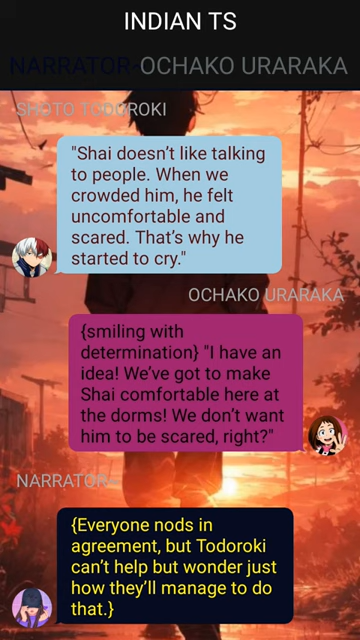 INDIAN TS
NARRATOR~
OCHAKO URARAKA
SHOTO TODOROKI
"Shai doesn't like talking
to people. When we
crowded him, he felt
uncomfortable and
scared. That's why he
started to cry."
OCHAKO URARAKA
{smiling with
determination} "I have an
idea! We've got to make
Shai comfortable here at
the dorms! We don't want
him to be scared, right?"
NARRATOR~
{Everyone nods in
agreement, but Todoroki
can't help but wonder just
how they'll manage to do
that.}